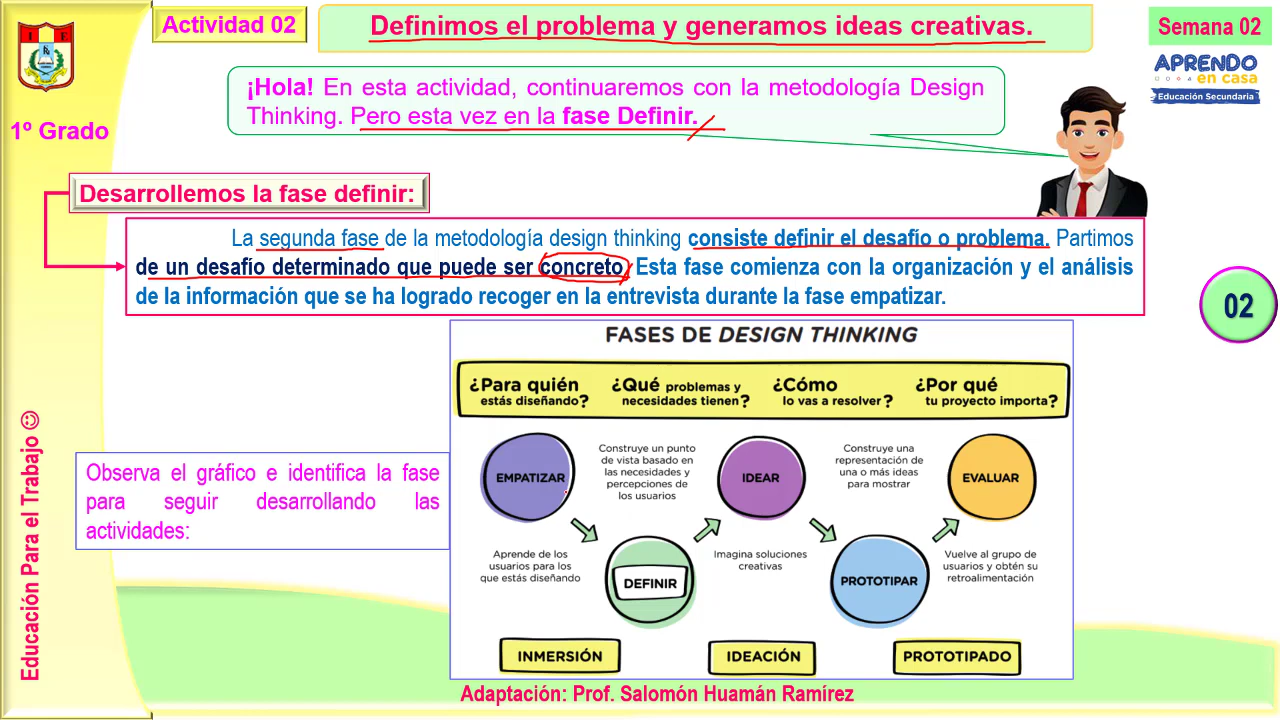 Actividad 02
Definimos el problema y generamos ideas creativas.
Semana 02
I E
APRENDO
en casa
Educación Secundaria
1º Grado
¡Hola! En esta actividad, continuaremos con la metodología Design
Thinking. Pero esta vez en la fase Definir.
Desarrollemos la fase definir:
La segunda fase de la metodología design thinking consiste definir el desafío o problema. Partimos
de un desafío determinado que puede ser concreto. Esta fase comienza con la organización y el análisis
de la información que se ha logrado recoger en la entrevista durante la fase empatizar.
02
FASES DE DESIGN THINKING
¿Para quién
estás diseñando?
¿Qué problemas y
necesidades tienen?
¿Cómo
lo vas a resolver?
¿Por qué
tu proyecto importa?
Observa el gráfico e identifica la fase
para seguir desarrollando las
actividades:
EMPATIZAR
Construye un punto
de vista basado en
las necesidades y
percepciones de
los usuarios
IDEAR
Construye una
representación de
una o más ideas
para mostrar
EVALUAR
Aprende de los
usuarios para los
que estás diseñando
DEFINIR
Imagina soluciones
creativas
PROTOTIPAR
Vuelve al grupo de
usuarios y obtén su
retroalimentación
INMERSIÓN
IDEACIÓN
PROTOTIPADO
Educación Para el Trabajo ☺
Adaptación: Prof. Salomón Huamán Ramírez